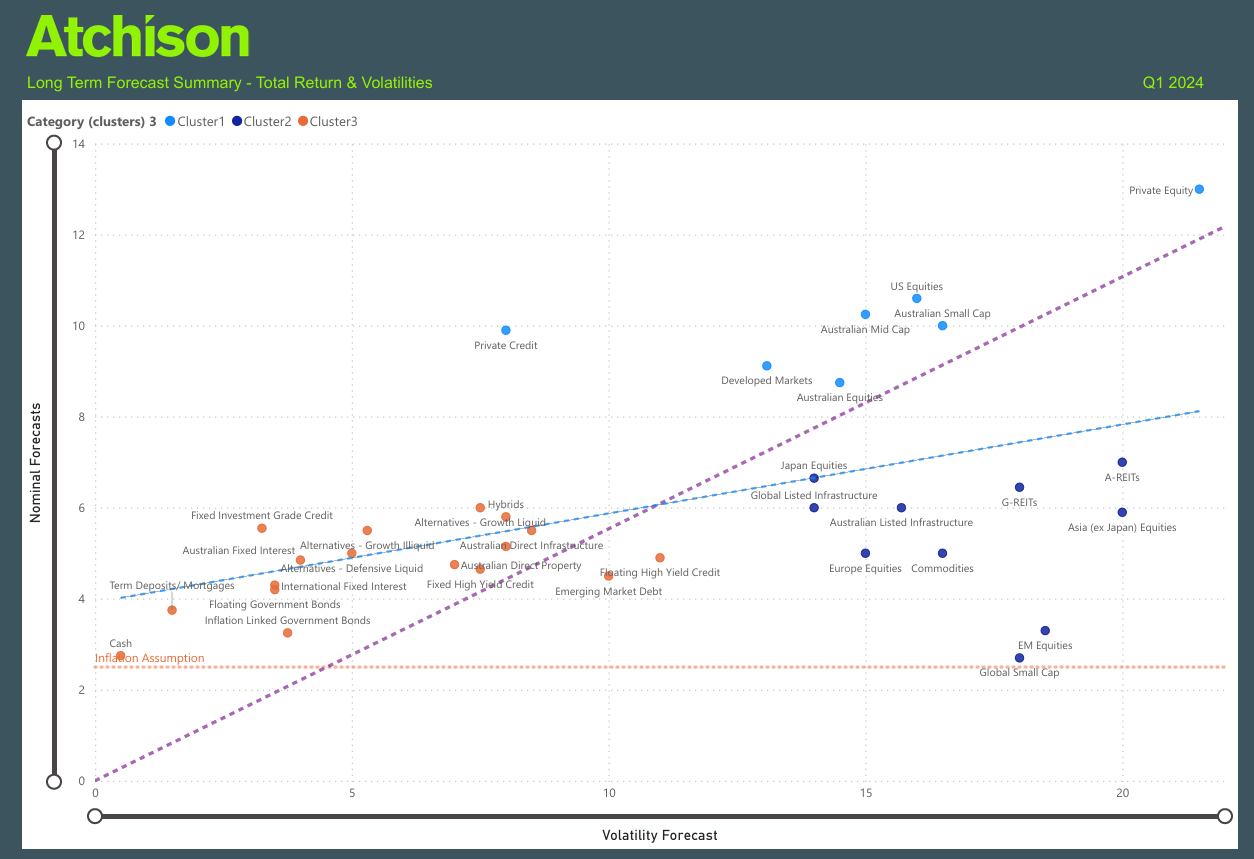 Atchison
Long Term Forecast Summary - Total Return & Volatilities
Q1 2024
Category (clusters) 3 Cluster1 Cluster2 Cluster3
14
Private Equity
12
US Equities
Australian Small Cap
10
Australian Mid Cap
Private Credit
Developed Markets
Australian Equities
8
Japan Equities
A-REITs
Global Listed Infrastructure
G-REITs
Hybrids
6
Fixed Investment Grade Credit
Alternatives - Growth Liquid
Australian Listed Infrastructure
Asia (ex Japan) Equities
Alternatives - Growth Illiquid
Australian Direct Infrastructure
Australian Fixed Interest
Australian Direct Property
Alternatives - Defensive Liquid
Europe Equities
Commodities
Floating High Yield Credit
Term Deposits/ Mortgages
International Fixed Interest
Fixed High Yield Credit
Emerging Market Debt
4
Floating Government Bonds
Inflation Linked Government Bonds
Cash
EM Equities
Inflation Assumption
Global Small Cap
2
0
0 5 10 15 20
Nominal Forecasts
Volatility Forecast